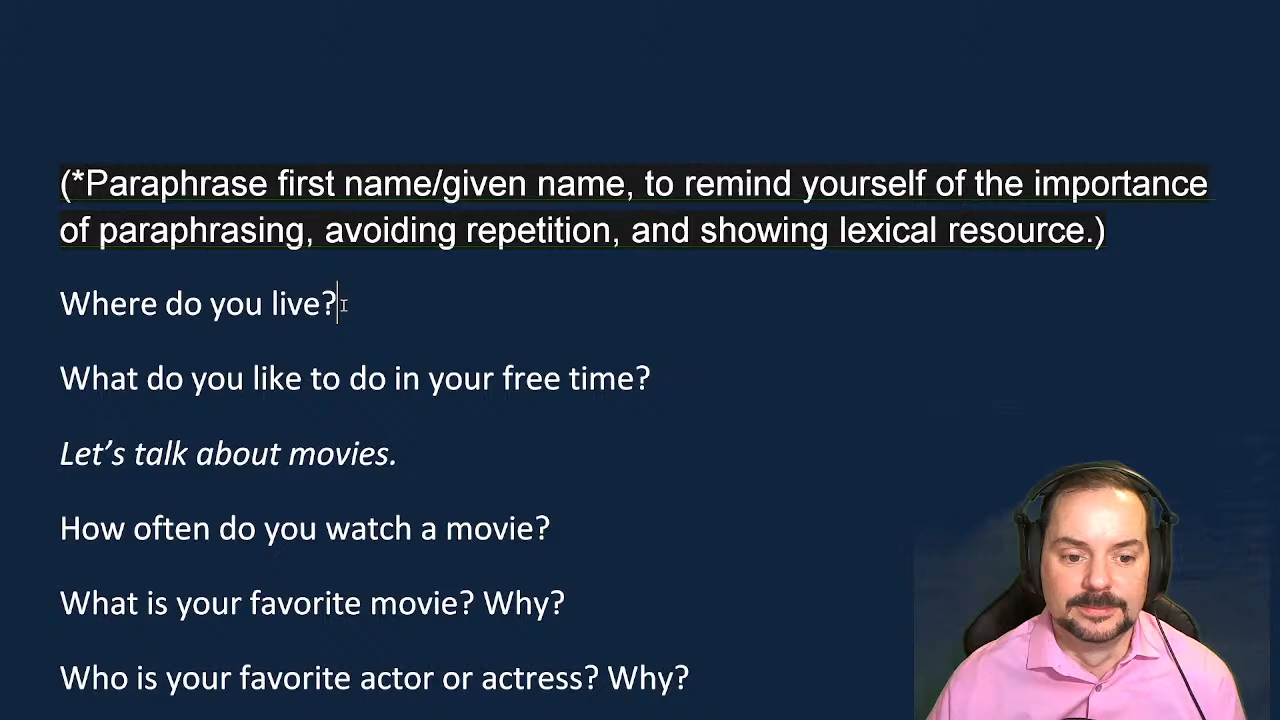 (*Paraphrase first name/given name, to remind yourself of the importance
of paraphrasing, avoiding repetition, and showing lexical resource.)
Where do you live?
What do you like to do in your free time?
Let’s talk about movies.
How often do you watch a movie?
What is your favorite movie? Why?
Who is your favorite actor or actress? Why?